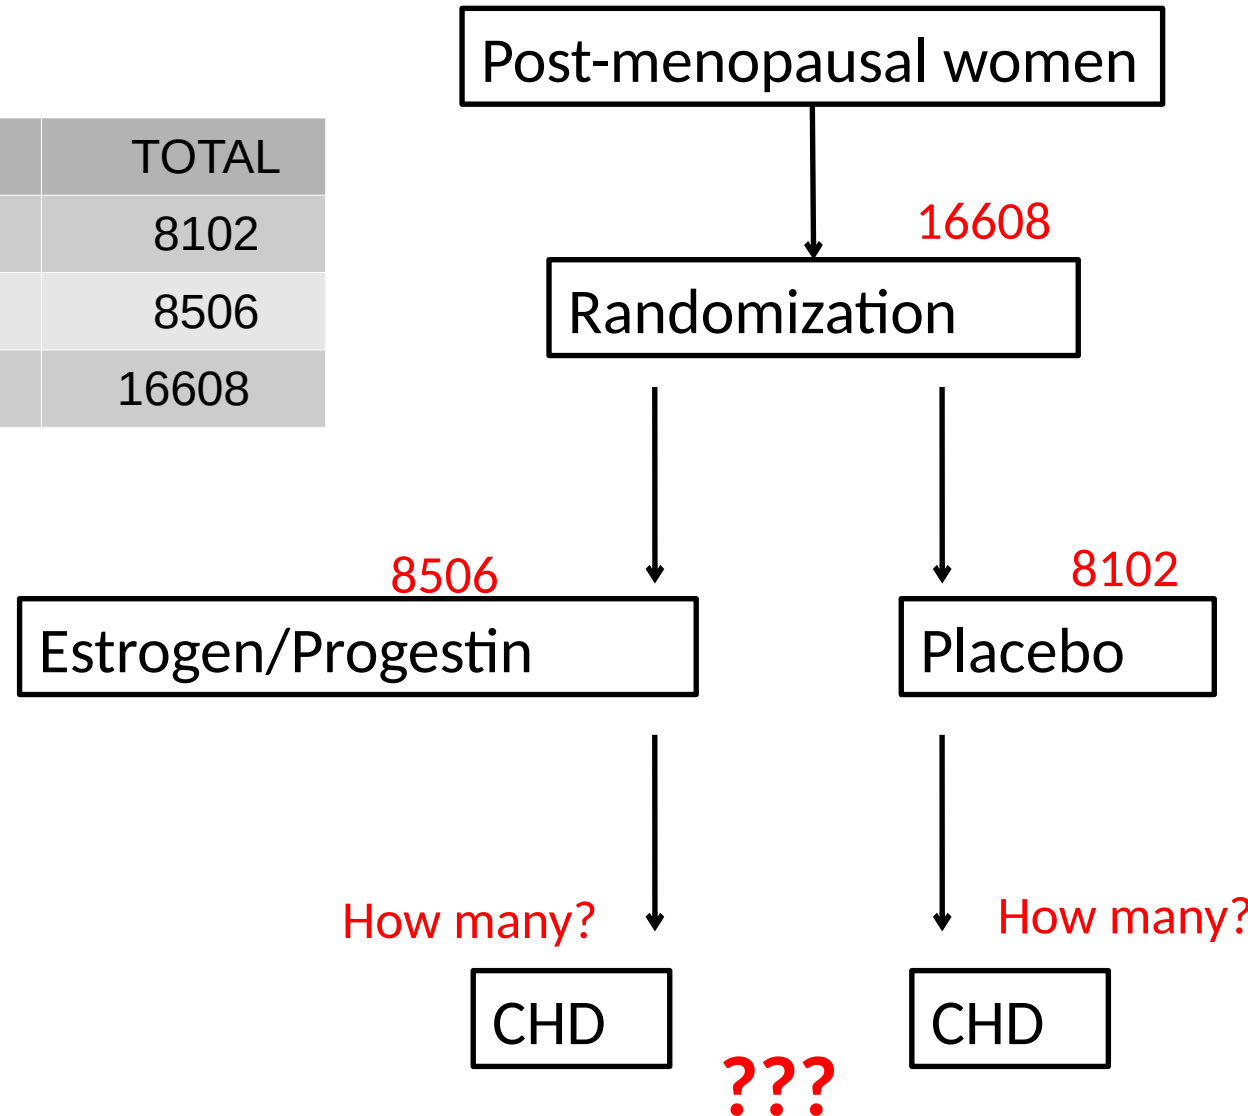 Post-menopausal women
TOTAL
8102
8506
16608
16608
Randomization
8506
8102
Estrogen/Progestin
Placebo
How many?
How many?
CHD
CHD
???